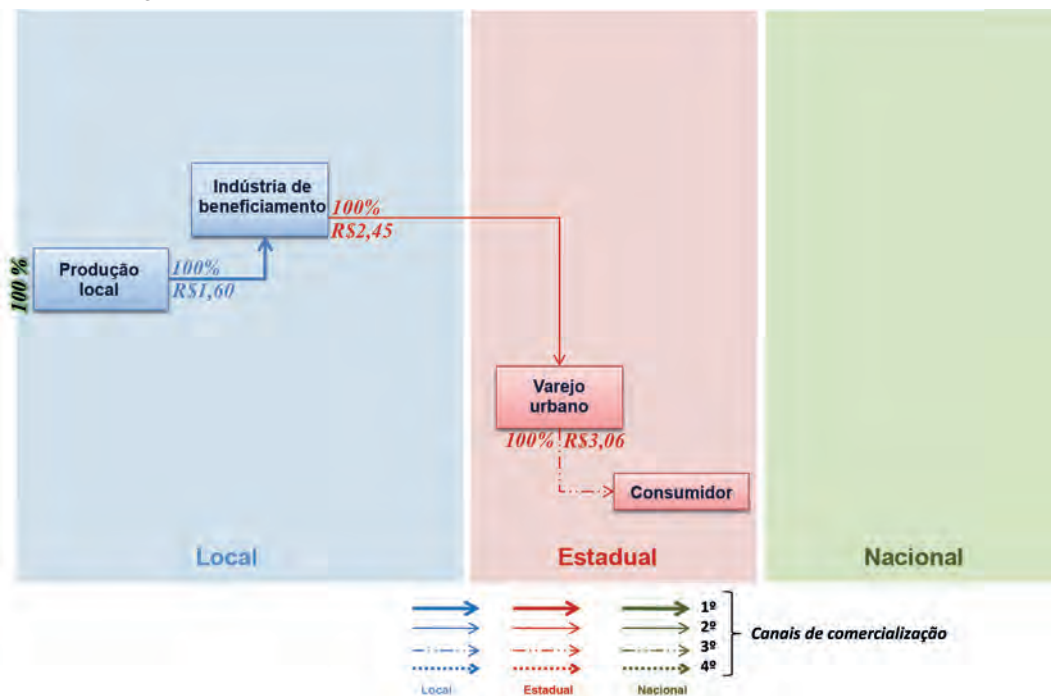 Indústria de
beneficiamento
100%
R$2,45
100 %
Produção
local
100%
R$1,60
Varejo
urbano
100% R$3,06
Consumidor
Local
Estadual
Nacional
1º
2º
3º
4º
Canais de comercialização
Local
Estadual
Nacional